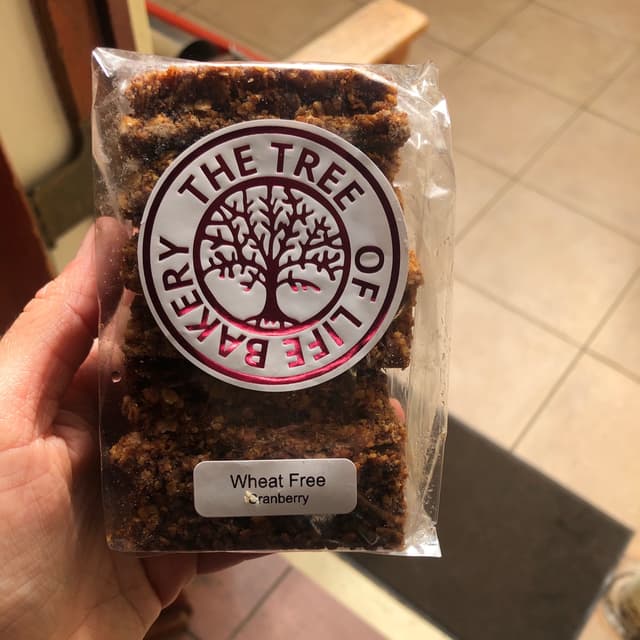 THE TREE OF LIFE BAKERY
Wheat Free
Cranberry